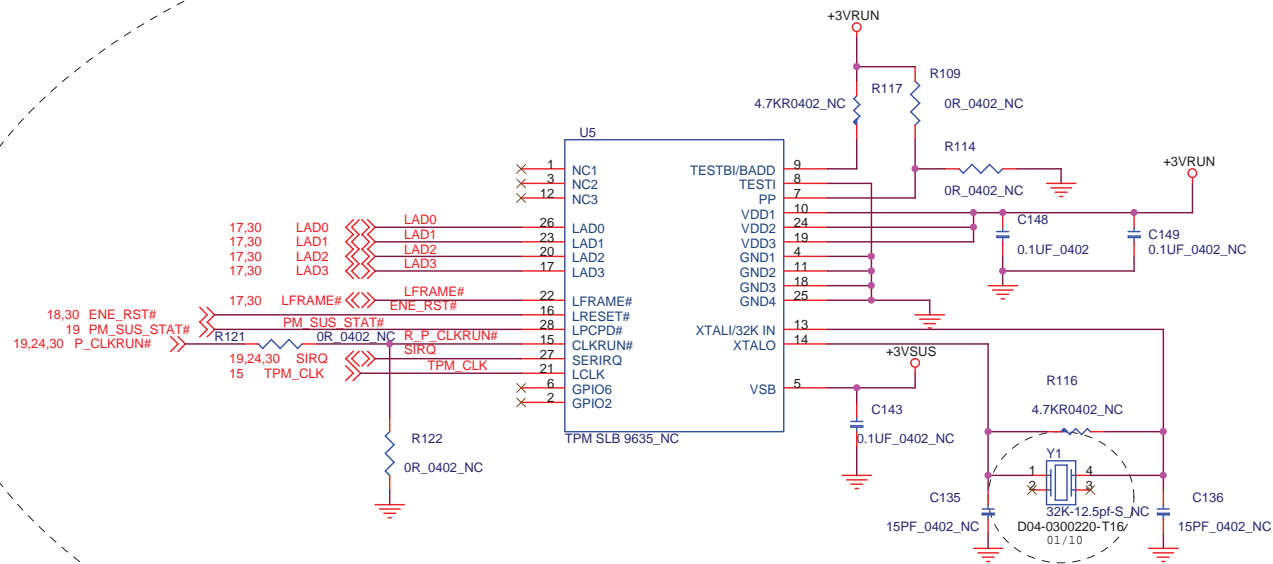 +3VRUN
R117
4.7KR0402_NC
R109
0R_0402_NC
R114
0R_0402_NC
+3VRUN
C148
0.1UF_0402
C149
0.1UF_0402_NC
U5
1 NC1
3 NC2
12 NC3
17,30 LAD0 LAD0 26 LAD0
17,30 LAD1 LAD1 23 LAD1
17,30 LAD2 LAD2 20 LAD2
17,30 LAD3 LAD3 17 LAD3
17,30 LFRAME# LFRAME# 22 LFRAME#
18,30 ENE_RST# ENE_RST# 16 LRESET#
19 PM_SUS_STAT# PM_SUS_STAT# 28 LPCPD#
19,24,30 P_CLKRUN# R121 0R_0402_NC R_P_CLKRUN# 15 CLKRUN#
19,24,30 SIRQ SIRQ 27 SERIRQ
15 TPM_CLK TPM_CLK 21 LCLK
6 GPIO6
2 GPIO2
TESTBI/BADD 9
TESTI 8
PP 7
VDD1 10
VDD2 24
VDD3 19
GND1 4
GND2 11
GND3 18
GND4 25
XTALI/32K IN 13
XTALO 14
VSB 5
TPM SLB 9635_NC
R122
0R_0402_NC
+3VSUS
C143
0.1UF_0402_NC
R116
4.7KR0402_NC
Y1
1 4
2 3
32K-12.5pf-S_NC
D04-0300220-T16
01/10
C135
15PF_0402_NC
C136
15PF_0402_NC